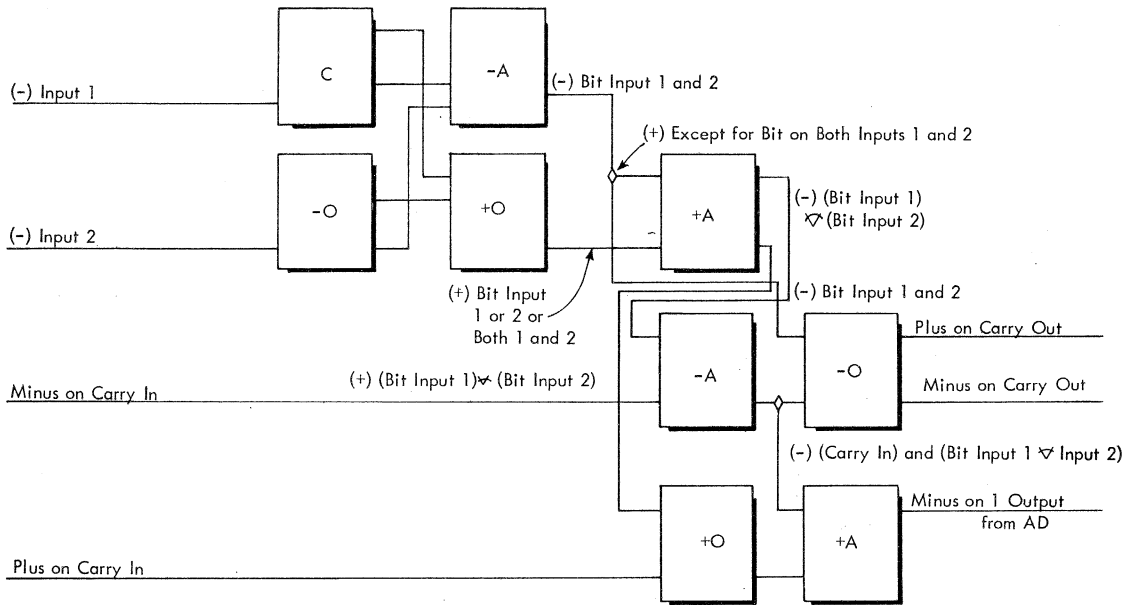 C
-A
(-) Bit Input 1 and 2
(-) Input 1
(+) Except for Bit on Both Inputs 1 and 2
-O
+O
+A
(-) (Bit Input 1)
⩔ (Bit Input 2)
(-) Input 2
(+) Bit Input
1 or 2 or
Both 1 and 2
(-) Bit Input 1 and 2
-A
-O
Plus on Carry Out
(+) (Bit Input 1) ⩔ (Bit Input 2)
Minus on Carry In
Minus on Carry Out
(-) (Carry In) and (Bit Input 1 ⩔ Input 2)
+O
+A
Minus on 1 Output
from AD
Plus on Carry In